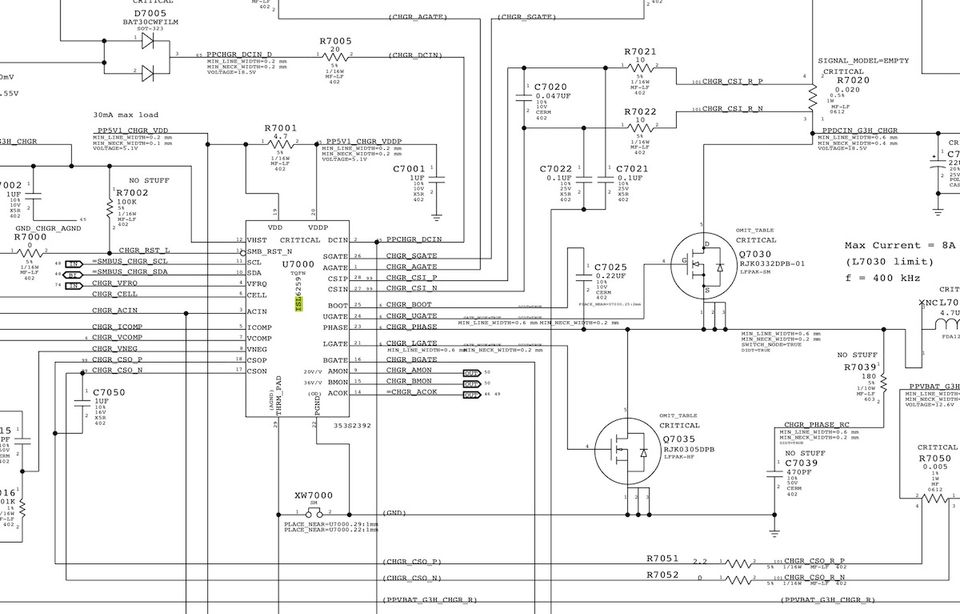 CRITICAL
D7005
BAT30CWFILM
SOT-323
402
(CHGR_AGATE)
(CHGR_SGATE)
402
PPCHGR_DCIN_D
MIN_LINE_WIDTH=0.2 mm
MIN_NECK_WIDTH=0.2 mm
VOLTAGE=18.5V
R7005
20
5%
1/16W
MF-LF
402
(CHGR_DCIN)
R7021
10
5%
1/16W
MF-LF
402
CHGR_CSI_R_P
SIGNAL_MODEL=EMPTY
CRITICAL
R7020
0.020
0.5%
1W
MF
0612
0mV
.55V
C7020
0.047UF
10%
10V
CERM
402
R7022
10
5%
1/16W
MF-LF
402
CHGR_CSI_R_N
30mA max load
PP5V1_CHGR_VDD
MIN_LINE_WIDTH=0.2 mm
MIN_NECK_WIDTH=0.1 mm
VOLTAGE=5.1V
R7001
4.7
5%
1/16W
MF-LF
402
PP5V1_CHGR_VDDP
MIN_LINE_WIDTH=0.2 mm
MIN_NECK_WIDTH=0.2 mm
VOLTAGE=5.1V
PPDCIN_G3H_CHGR
MIN_LINE_WIDTH=0.6 mm
MIN_NECK_WIDTH=0.4 mm
VOLTAGE=18.5V
G3H_CHGR
C7001
1UF
10%
10V
X5R
402
C7022
0.1UF
10%
25V
X5R
402
C7021
0.1UF
10%
25V
X5R
402
7002
1UF
10%
10V
X5R
402
NO STUFF
R7002
100K
5%
1/16W
MF-LF
402
GND_CHGR_AGND
R7000
0
5%
1/16W
MF-LF
402
CHGR_RST_L
=SMBUS_CHGR_SCL
=SMBUS_CHGR_SDA
CHGR_VFRQ
CHGR_CELL
CHGR_ACIN
CHGR_ICOMP
CHGR_VCOMP
CHGR_VNEG
CHGR_CSO_P
CHGR_CSO_N
VDD
VDDP
VHST
CRITICAL
DCIN
SMB_RST_N
SCL
SDA
VFRQ
CELL
ACIN
ICOMP
VCOMP
VNEG
CSOP
CSON
U7000
TQFN
ISL6259
SGATE
AGATE
CSIP
CSIN
BOOT
UGATE
PHASE
LGATE
BGATE
20V/V
AMON
36V/V
BMON
(OD)
ACOK
(AGND)
THRM_PAD
PGND
353S2392
PPCHGR_DCIN
CHGR_SGATE
CHGR_AGATE
CHGR_CSI_P
CHGR_CSI_N
CHGR_BOOT
CHGR_UGATE
MIN_LINE_WIDTH=0.6 mm MIN_NECK_WIDTH=0.2 mm
CHGR_PHASE
CHGR_LGATE
MIN_LINE_WIDTH=0.6 mm MIN_NECK_WIDTH=0.2 mm
CHGR_BGATE
CHGR_AMON
CHGR_BMON
=CHGR_ACOK
OUT
OUT
OUT
C7025
0.22UF
10%
10V
CERM
402
OMIT_TABLE
CRITICAL
Q7030
RJK0332DPB-01
LFPAK-SM
Max Current = 8A
(L7030 limit)
f = 400 kHz
4.7U
FDA12
MIN_LINE_WIDTH=0.6 mm
MIN_NECK_WIDTH=0.2 mm
SWITCH_NODE=TRUE
DIDT=TRUE
NO STUFF
R7039
180
5%
1/10W
MF-LF
603
PPVBAT_G3H
VOLTAGE=12.6V
C7050
1UF
10%
16V
X5R
402
OMIT_TABLE
CRITICAL
Q7035
RJK0305DPB
LFPAK-HF
CHGR_PHASE_RC
MIN_LINE_WIDTH=0.6 mm
MIN_NECK_WIDTH=0.2 mm
DIDT=TRUE
NO STUFF
C7039
470PF
10%
50V
CERM
402
CRITICAL
R7050
0.005
1%
1W
MF
0612
XW7000
SM
PLACE_NEAR=U7000.29:1mm
PLACE_NEAR=U7000.22:1mm
(GND)
(CHGR_CSO_P)
(CHGR_CSO_N)
R7051
2.2
5% 1/16W MF-LF 402
CHGR_CSO_R_P
R7052
0
5% 1/16W MF-LF 402
CHGR_CSO_R_N
(PPVBAT_G3H_CHGR_R)
(PPVBAT_G3H_CHGR_R)